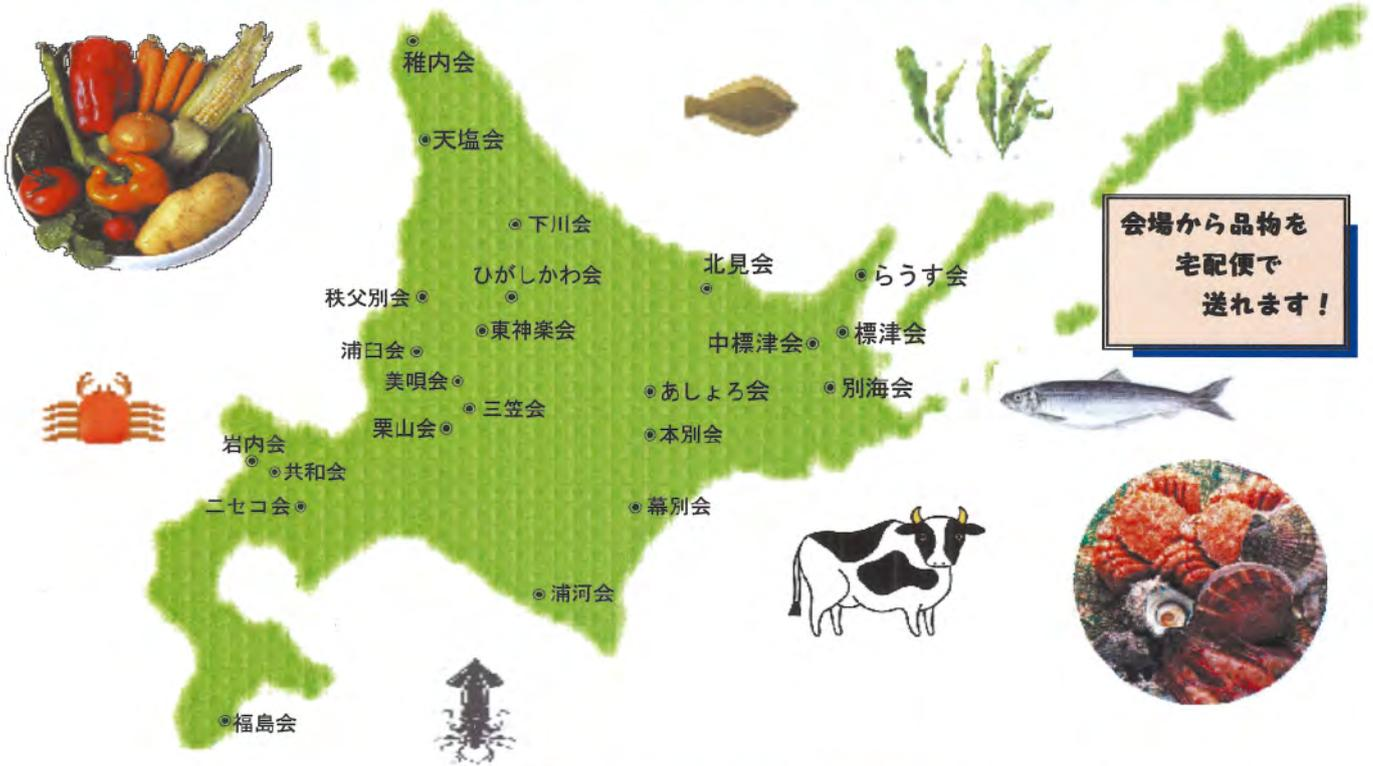 稚内会
天塩会
下川会
ひがしかわ会
北見会
らうす会
会場から品物を
宅配便で
送れます！
秩父別会
東神楽会
中標津会
標津会
浦臼会
美唄会
あしょろ会
別海会
三笠会
栗山会
本別会
岩内会
共和会
ニセコ会
幕別会
浦河会
福島会